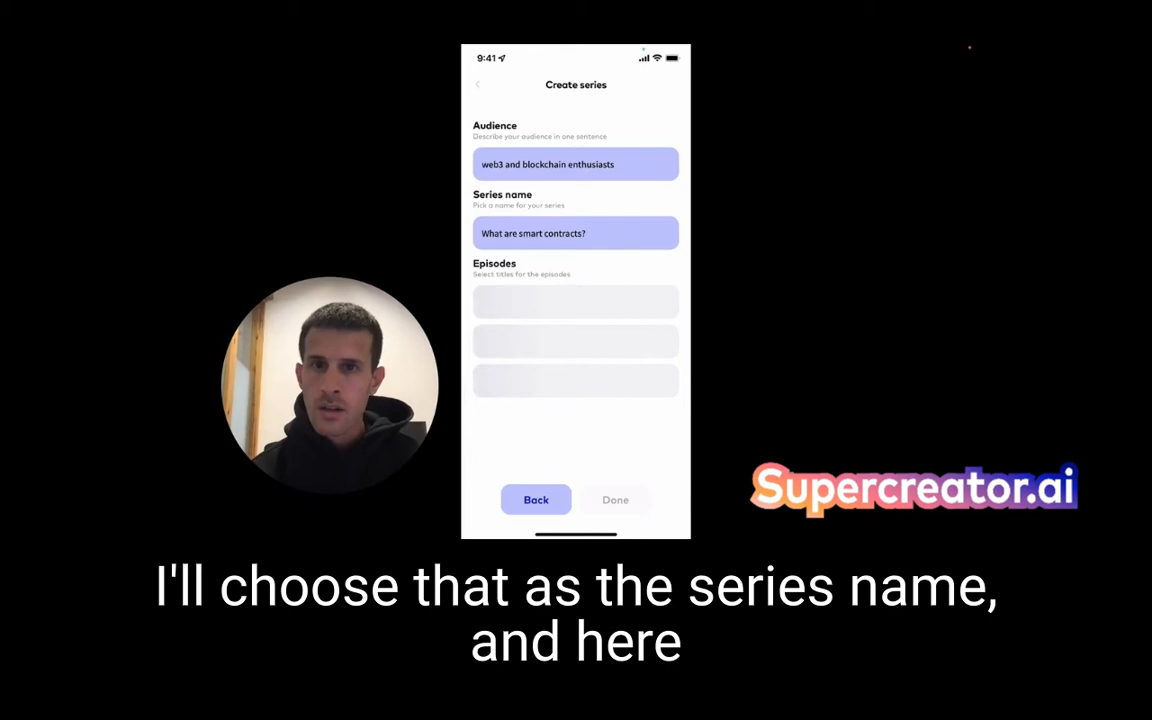 9:41
Create series
Audience
Describe your audience in one sentence
web3 and blockchain enthusiasts
Series name
Pick a name for your series
What are smart contracts?
Episodes
Select titles for the episodes
Back
Done
Supercreator.ai
I'll choose that as the series name,
and here